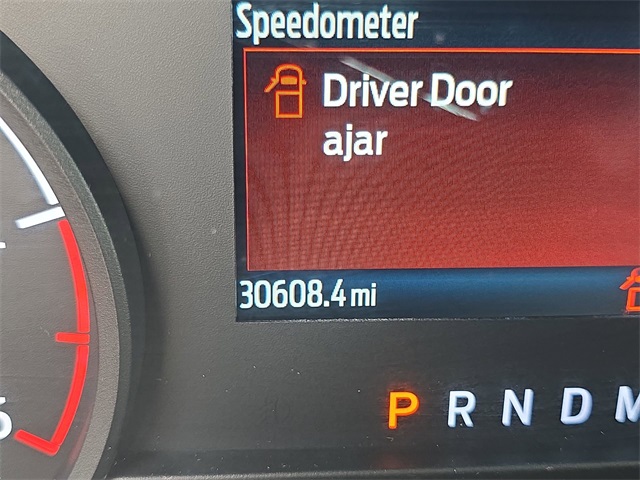 Speedometer
Driver Door
ajar
30608.4 mi
P R N D M